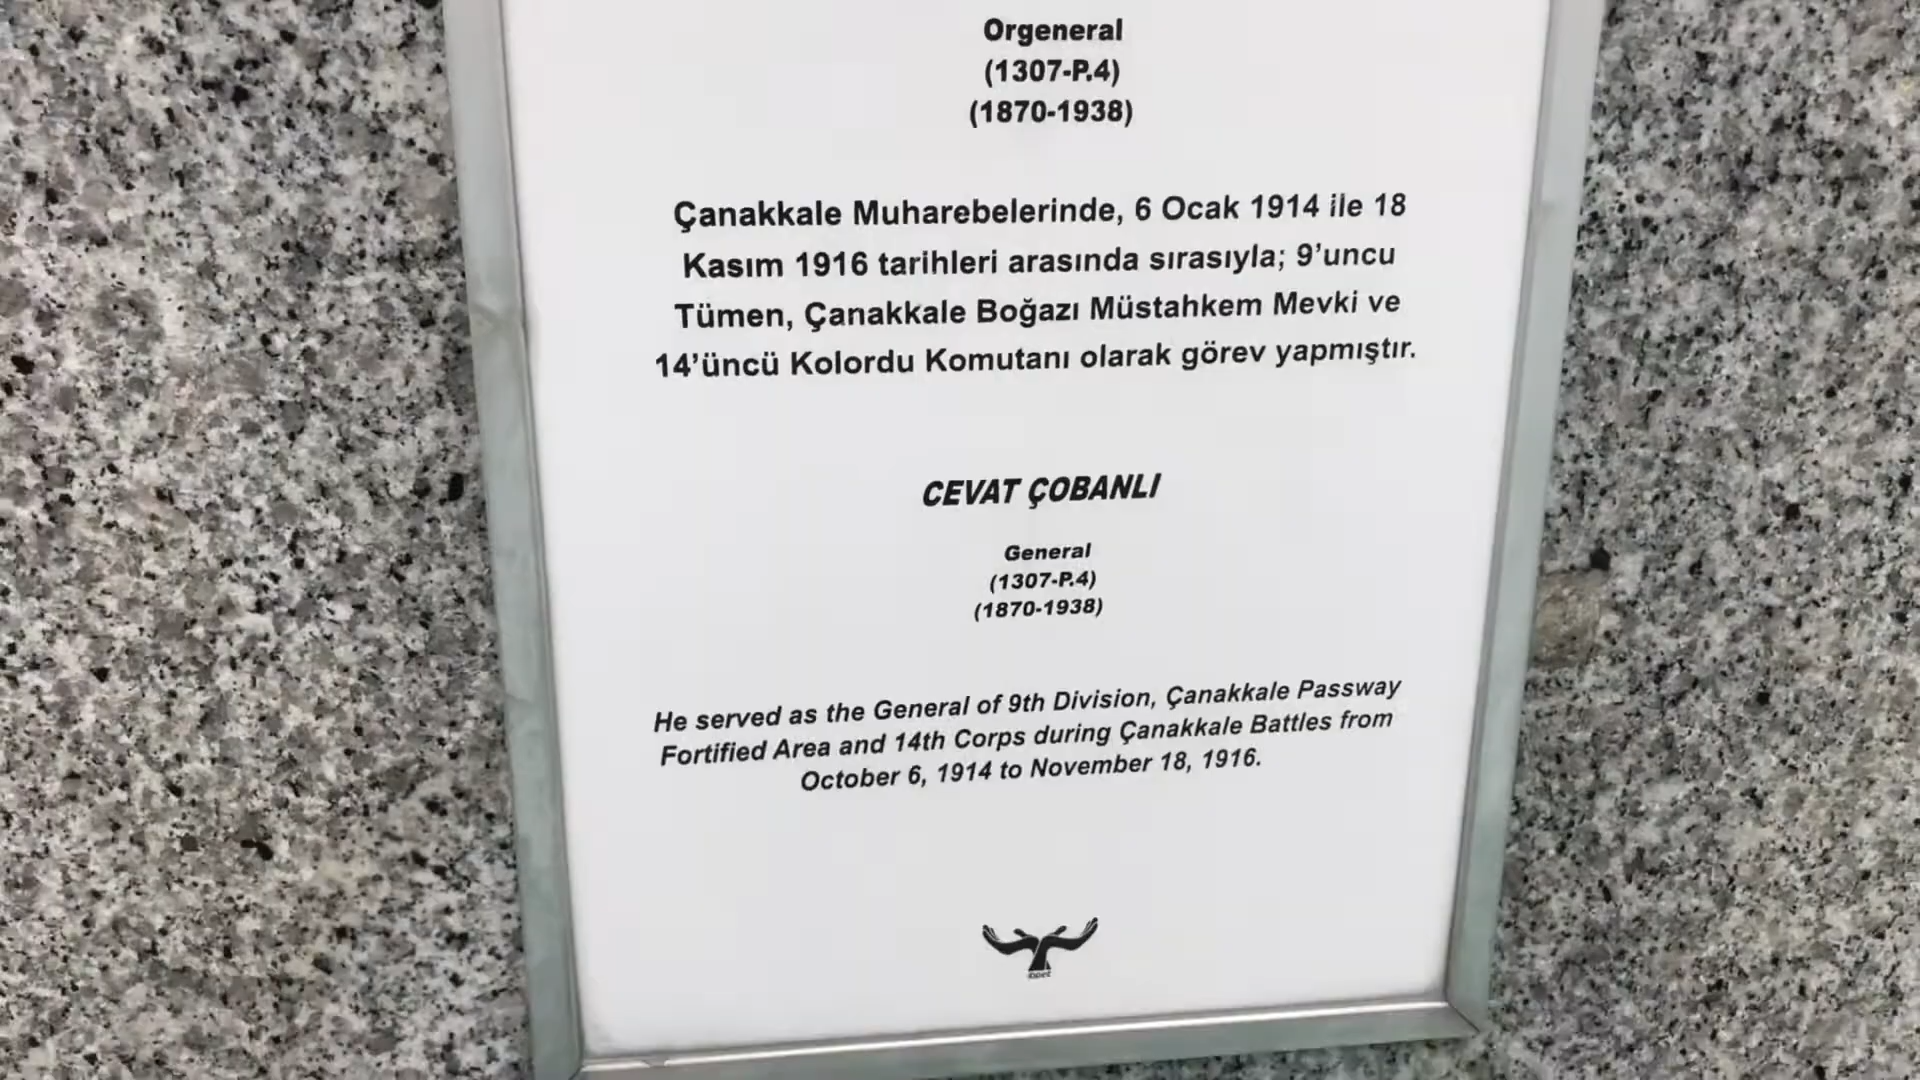 Orgeneral
(1307-P.4)
(1870-1938)
Çanakkale Muharebelerinde, 6 Ocak 1914 ile 18
Kasım 1916 tarihleri arasında sırasıyla; 9’uncu
Tümen, Çanakkale Boğazı Müstahkem Mevki ve
14’üncü Kolordu Komutanı olarak görev yapmıştır.
CEVAT ÇOBANLI
General
(1307-P.4)
(1870-1938)
He served as the General of 9th Division, Çanakkale Passway
Fortified Area and 14th Corps during Çanakkale Battles from
October 6, 1914 to November 18, 1916.